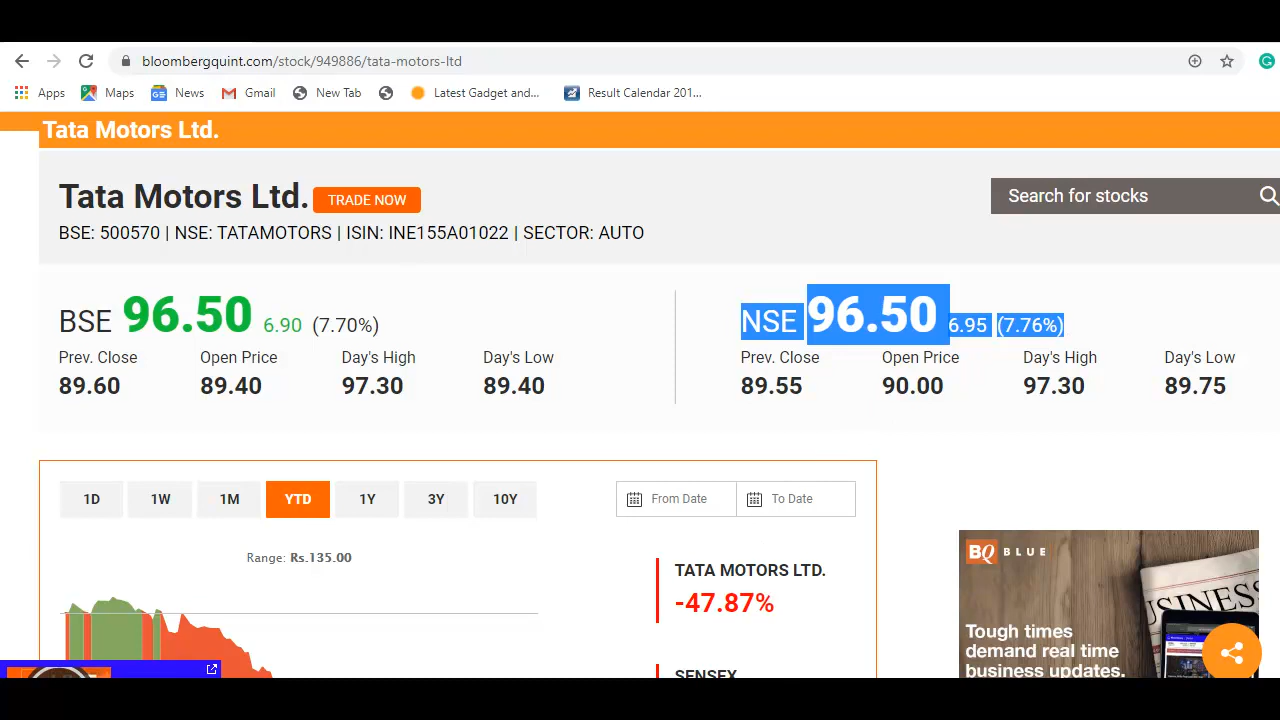 bloombergquint.com/stock/949886/tata-motors-ltd
Apps Maps News Gmail New Tab Latest Gadget and... Result Calendar 201...
Tata Motors Ltd.
Tata Motors Ltd. TRADE NOW
Search for stocks
BSE: 500570 | NSE: TATAMOTORS | ISIN: INE155A01022 | SECTOR: AUTO
BSE 96.50 6.90 (7.70%)
Prev. Close Open Price Day's High Day's Low
89.60 89.40 97.30 89.40
NSE 96.50 6.95 (7.76%)
Prev. Close Open Price Day's High Day's Low
89.55 90.00 97.30 89.75
1D 1W 1M YTD 1Y 3Y 10Y
From Date To Date
Range: Rs.135.00
TATA MOTORS LTD.
-47.87%
SENSEX
BQ BLUE
BUSINESS
Tough times
demand real time
business updates.